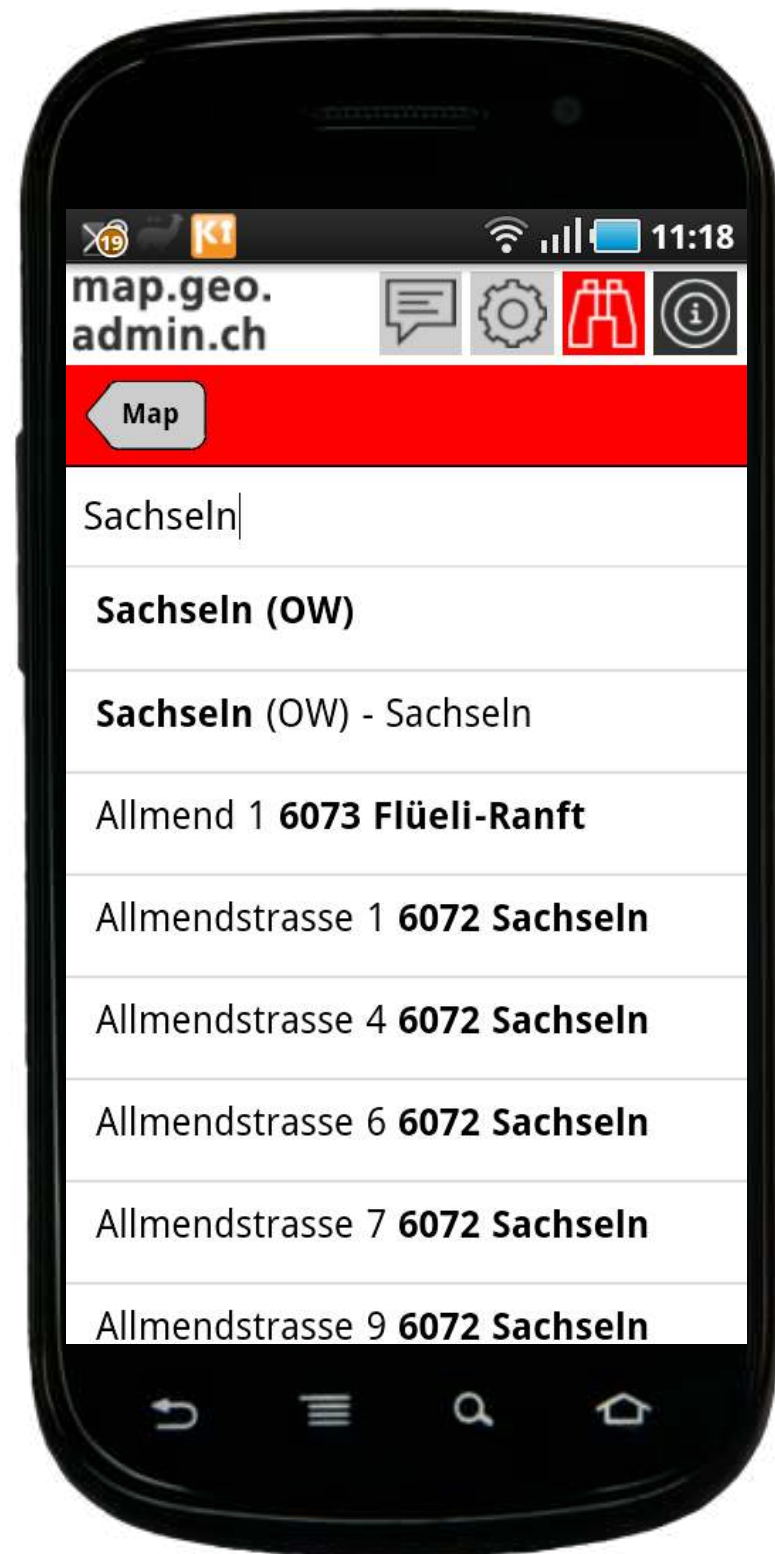 19
K1
11:18
map.geo.
admin.ch
i
Map
Sachseln
Sachseln (OW)
Sachseln (OW) - Sachseln
Allmend 1 6073 Flüeli-Ranft
Allmendstrasse 1 6072 Sachseln
Allmendstrasse 4 6072 Sachseln
Allmendstrasse 6 6072 Sachseln
Allmendstrasse 7 6072 Sachseln
Allmendstrasse 9 6072 Sachseln